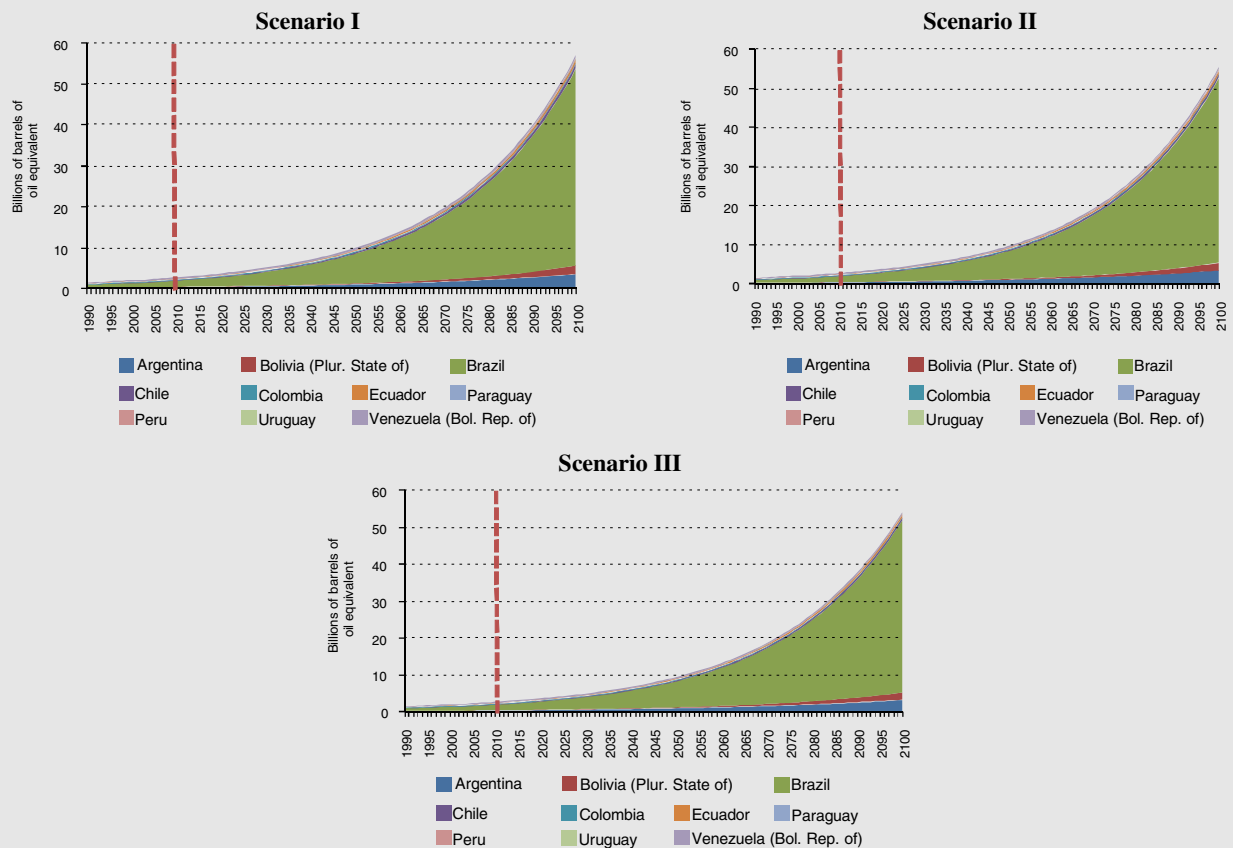 Scenario I
Billions of barrels of
oil equivalent
60
50
40
30
20
10
0
1990
1995
2000
2005
2010
2015
2020
2025
2030
2035
2040
2045
2050
2055
2060
2065
2070
2075
2080
2085
2090
2095
2100
Argentina
Bolivia (Plur. State of)
Brazil
Chile
Colombia
Ecuador
Paraguay
Peru
Uruguay
Venezuela (Bol. Rep. of)
Scenario II
Billions of barrels of
oil equivalent
60
50
40
30
20
10
0
1990
1995
2000
2005
2010
2015
2020
2025
2030
2035
2040
2045
2050
2055
2060
2065
2070
2075
2080
2085
2090
2095
2100
Argentina
Bolivia (Plur. State of)
Brazil
Chile
Colombia
Ecuador
Paraguay
Peru
Uruguay
Venezuela (Bol. Rep. of)
Scenario III
Billions of barrels of
oil equivalent
60
50
40
30
20
10
0
1990
1995
2000
2005
2010
2015
2020
2025
2030
2035
2040
2045
2050
2055
2060
2065
2070
2075
2080
2085
2090
2095
2100
Argentina
Bolivia (Plur. State of)
Brazil
Chile
Colombia
Ecuador
Paraguay
Peru
Uruguay
Venezuela (Bol. Rep. of)